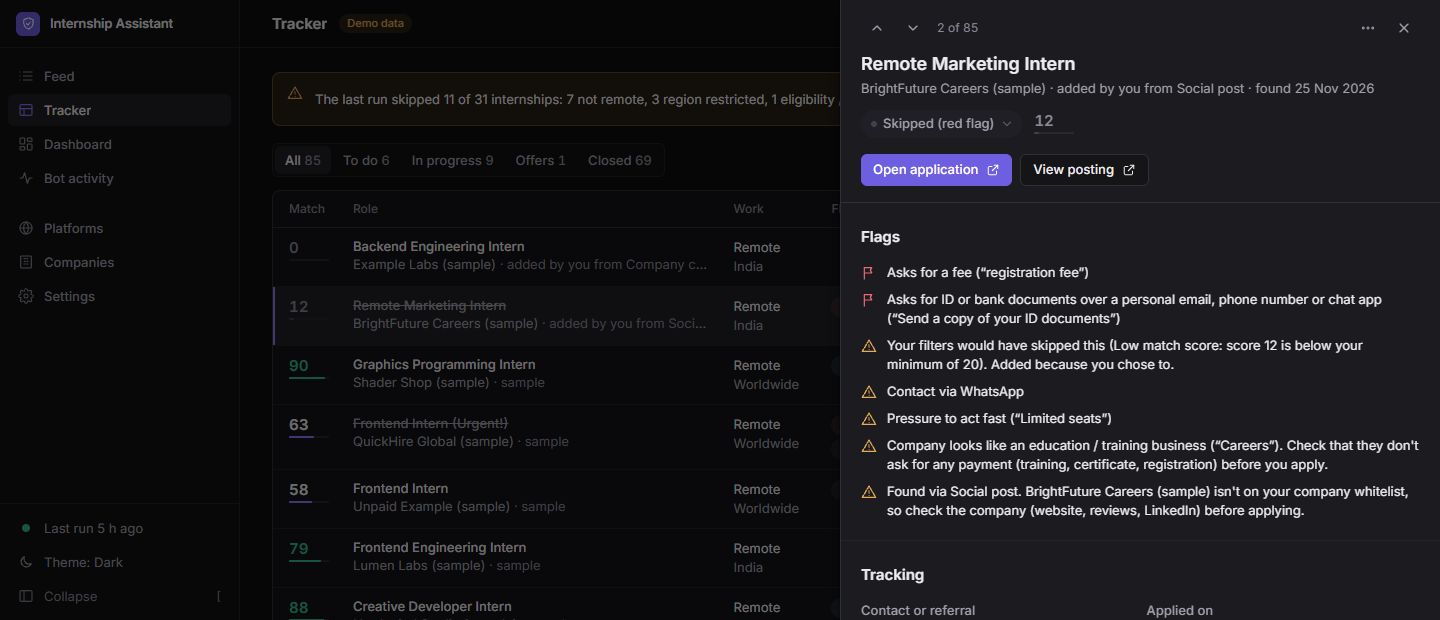 Internship Assistant
Feed
Tracker
Dashboard
Bot activity
Platforms
Companies
Settings
Last run 5 h ago
Theme: Dark
Collapse [
Tracker Demo data
The last run skipped 11 of 31 internships: 7 not remote, 3 region restricted, 1 eligibility
All 85 To do 6 In progress 9 Offers 1 Closed 69
Match Role Work
0 Backend Engineering Intern Remote
Example Labs (sample) · added by you from Company c... India
12 Remote Marketing Intern Remote
BrightFuture Careers (sample) · added by you from Soci... India
90 Graphics Programming Intern Remote
Shader Shop (sample) · sample Worldwide
63 Frontend Intern (Urgent!) Remote
QuickHire Global (sample) · sample Worldwide
58 Frontend Intern Remote
Unpaid Example (sample) · sample Worldwide
79 Frontend Engineering Intern Remote
Lumen Labs (sample) · sample India
88 Creative Developer Intern Remote
2 of 85
Remote Marketing Intern
BrightFuture Careers (sample) · added by you from Social post · found 25 Nov 2026
Skipped (red flag) 12
Open application View posting
Flags
Asks for a fee (“registration fee”)
Asks for ID or bank documents over a personal email, phone number or chat app
(“Send a copy of your ID documents”)
Your filters would have skipped this (Low match score: score 12 is below your
minimum of 20). Added because you chose to.
Contact via WhatsApp
Pressure to act fast (“Limited seats”)
Company looks like an education / training business (“Careers”). Check that they don't
ask for any payment (training, certificate, registration) before you apply.
Found via Social post. BrightFuture Careers (sample) isn't on your company whitelist,
so check the company (website, reviews, LinkedIn) before applying.
Tracking
Contact or referral Applied on